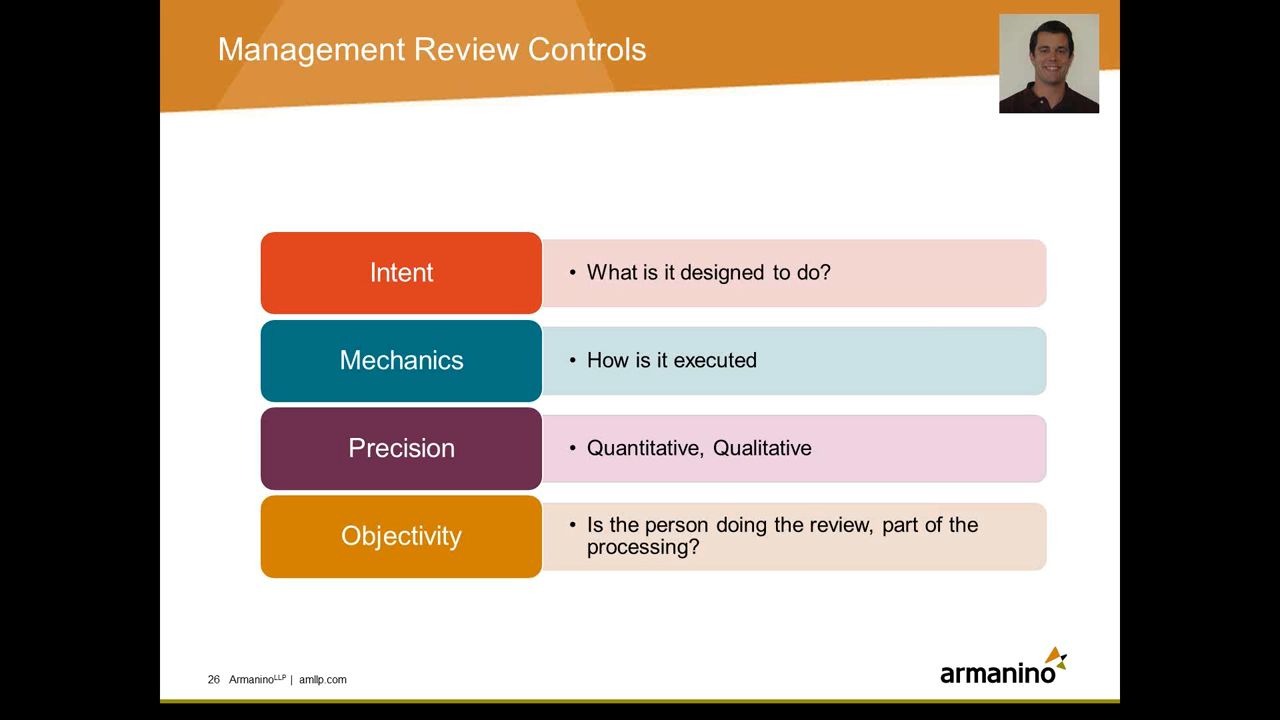 Management Review Controls
Intent
• What is it designed to do?
Mechanics
• How is it executed
Precision
• Quantitative, Qualitative
Objectivity
• Is the person doing the review, part of the
processing?
26 ArmaninoLLP | amllp.com
armanino